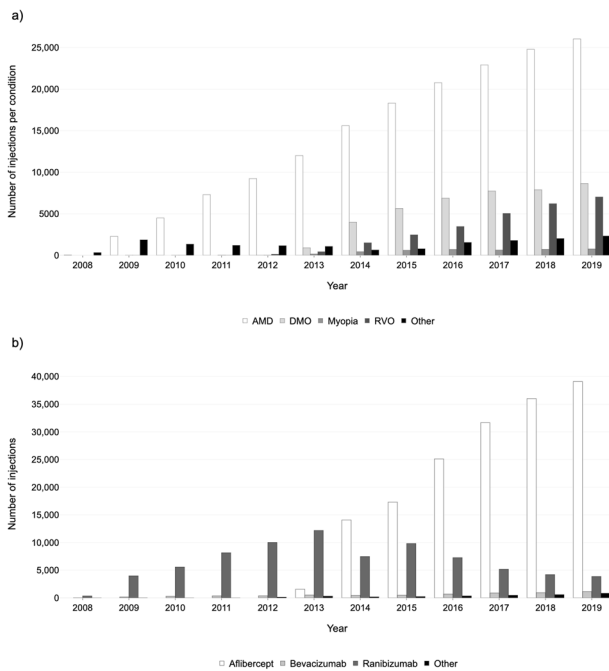 a)
25,000
20,000
15,000
10,000
5000
0
Number of injections per condition
2008 2009 2010 2011 2012 2013 2014 2015 2016 2017 2018 2019
Year
AMD DMO Myopia RVO Other
b)
40,000
35,000
30,000
25,000
20,000
15,000
10,000
5,000
0
Number of injections
2008 2009 2010 2011 2012 2013 2014 2015 2016 2017 2018 2019
Year
Aflibercept Bevacizumab Ranibizumab Other